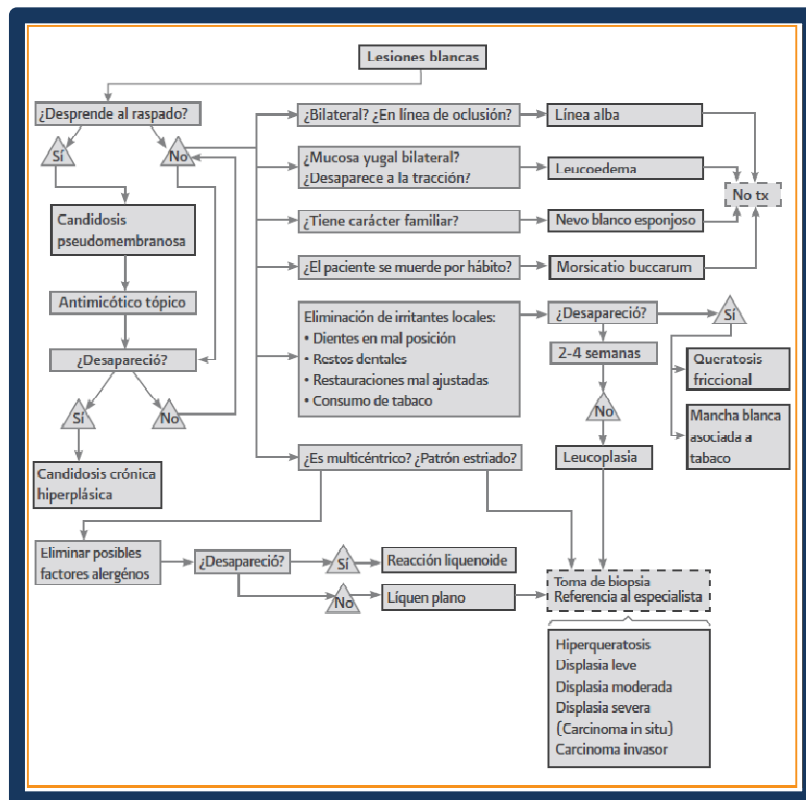 Lesiones blancas
¿Desprende al raspado?
Sí
No
Candidosis
pseudomembranosa
Antimicótico tópico
¿Desapareció?
Sí
No
Candidosis crónica
hiperplásica
¿Bilateral? ¿En línea de oclusión?
Línea alba
¿Mucosa yugal bilateral?
¿Desaparece a la tracción?
Leucoedema
No tx
¿Tiene carácter familiar?
Nevo blanco esponjoso
¿El paciente se muerde por hábito?
Morsicatio buccarum
Eliminación de irritantes locales:
• Dientes en mal posición
• Restos dentales
• Restauraciones mal ajustadas
• Consumo de tabaco
¿Desapareció?
Sí
2-4 semanas
No
Leucoplasia
Queratosis
friccional
Mancha blanca
asociada a
tabaco
¿Es multicéntrico? ¿Patrón estriado?
Eliminar posibles
factores alergénos
¿Desapareció?
Sí
Reacción liquenoide
No
Líquen plano
Toma de biopsia
Referencia al especialista
Hiperqueratosis
Displasia leve
Displasia moderada
Displasia severa
(Carcinoma in situ)
Carcinoma invasor